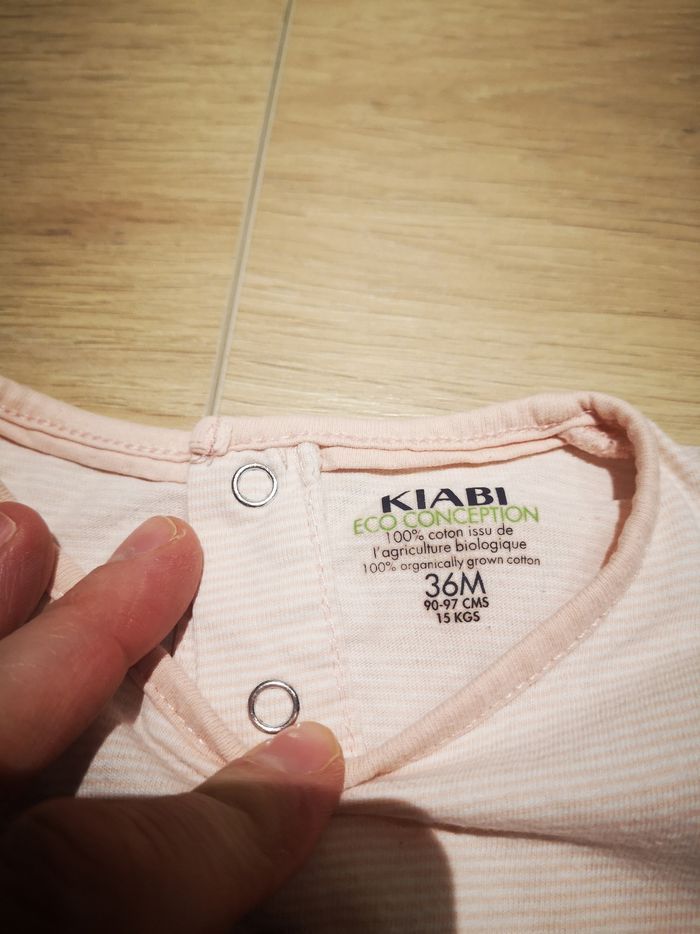 KIABI
ECO CONCEPTION
100% coton issu de
l'agriculture biologique
100% organically grown cotton
36M
90-97 CMS
15 KGS